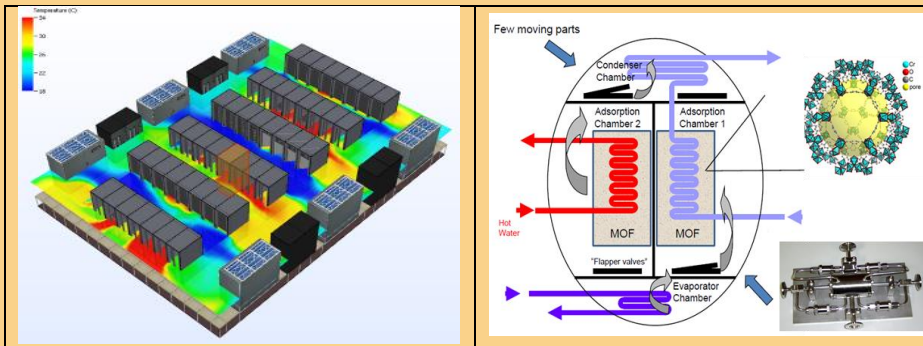 Temperature (C)
34
30
26
22
18
Few moving parts
Condenser
Chamber
Adsorption
Chamber 2
Adsorption
Chamber 1
Hot
Water
MOF
MOF
"Flapper valves"
Evaporator
Chamber
Cr
O
C
pore